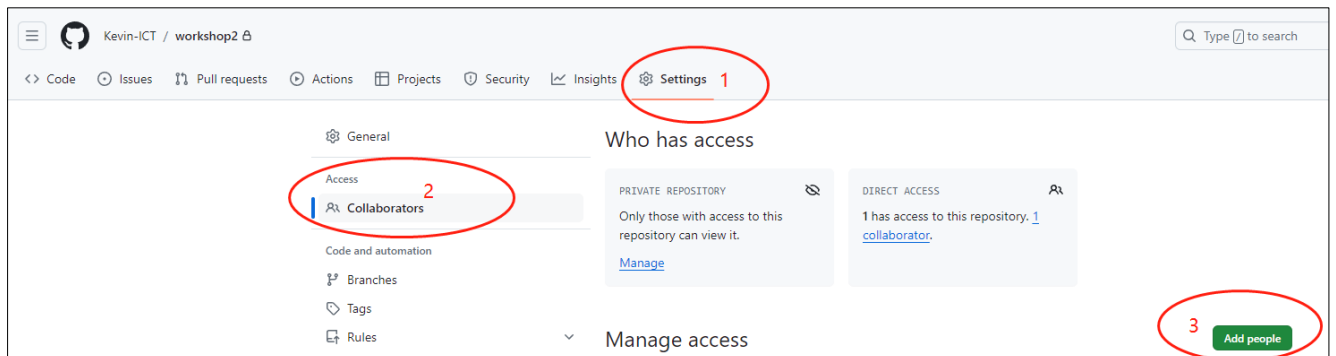 Kevin-ICT / workshop2
Type / to search
Code Issues Pull requests Actions Projects Security Insights Settings 1
General
Access
2
Collaborators
Code and automation
Branches
Tags
Rules
Who has access
PRIVATE REPOSITORY
Only those with access to this
repository can view it.
Manage
DIRECT ACCESS
1 has access to this repository. 1
collaborator.
Manage access
3
Add people